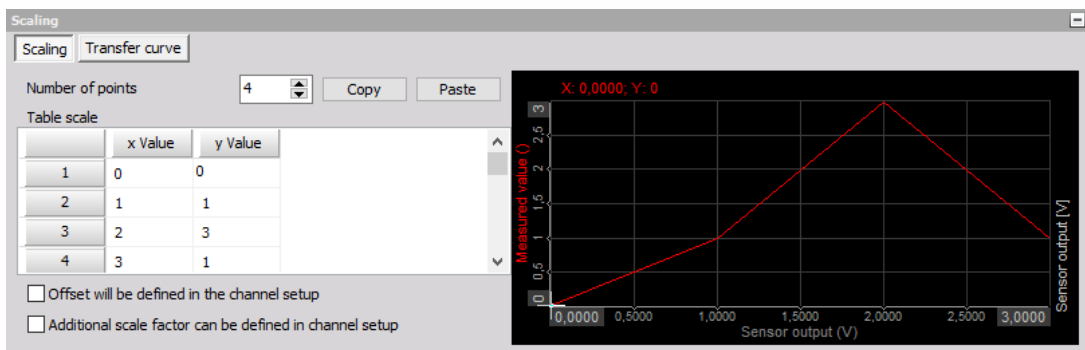 Scaling
Scaling Transfer curve
Number of points 4 Copy Paste
Table scale
x Value y Value
1 0 0
2 1 1
3 2 3
4 3 1
Offset will be defined in the channel setup
Additional scale factor can be defined in channel setup
X: 0,0000; Y: 0
Measured value ()
3
2,5
2
1,5
1
0,5
0
0,0000 0,5000 1,0000 1,5000 2,0000 2,5000 3,0000
Sensor output (V)
Sensor output [V]